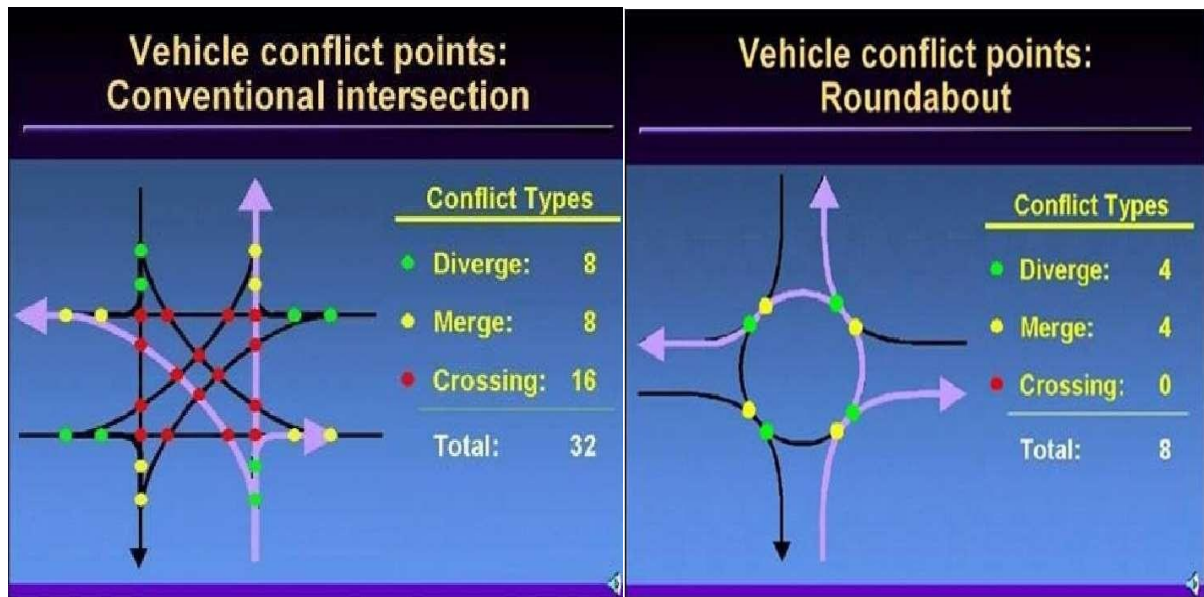 Vehicle conflict points:
Conventional intersection
Conflict Types
Diverge: 8
Merge: 8
Crossing: 16
Total: 32
Vehicle conflict points:
Roundabout
Conflict Types
Diverge: 4
Merge: 4
Crossing: 0
Total: 8